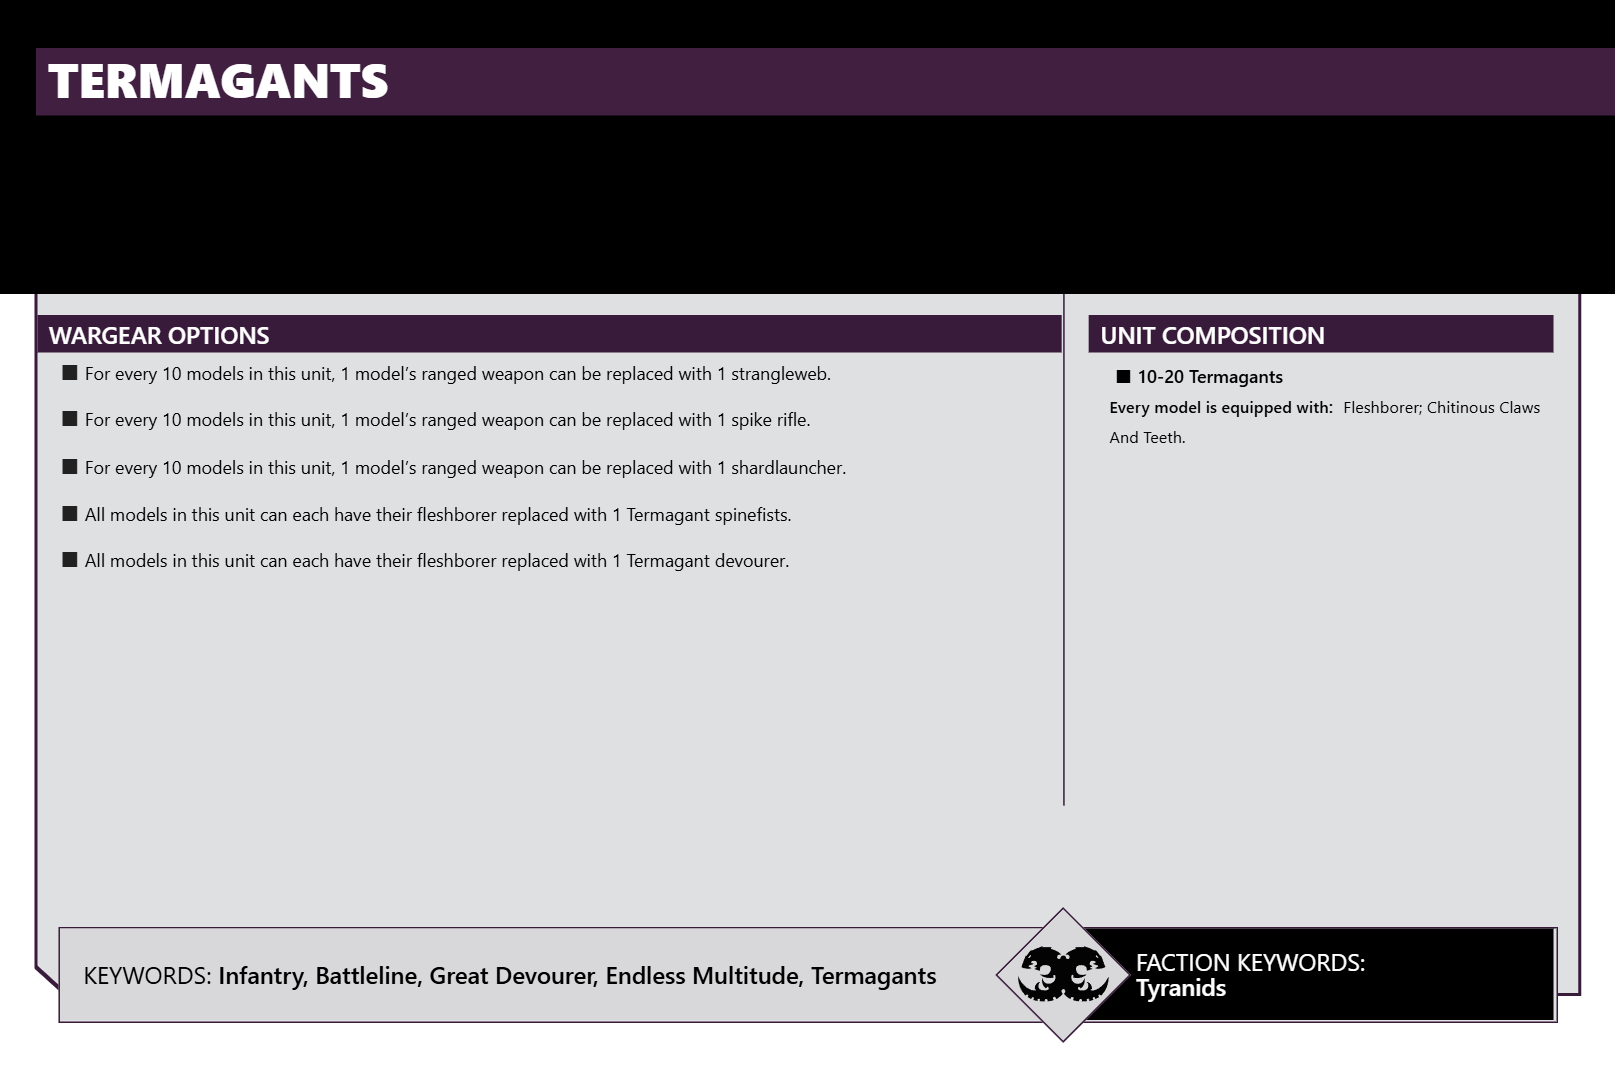 TERMAGANTS
WARGEAR OPTIONS
■ For every 10 models in this unit, 1 model’s ranged weapon can be replaced with 1 strangleweb.
■ For every 10 models in this unit, 1 model’s ranged weapon can be replaced with 1 spike rifle.
■ For every 10 models in this unit, 1 model’s ranged weapon can be replaced with 1 shardlauncher.
■ All models in this unit can each have their fleshborer replaced with 1 Termagant spinefists.
■ All models in this unit can each have their fleshborer replaced with 1 Termagant devourer.
UNIT COMPOSITION
■ 10-20 Termagants
Every model is equipped with: Fleshborer; Chitinous Claws
And Teeth.
KEYWORDS: Infantry, Battleline, Great Devourer, Endless Multitude, Termagants
FACTION KEYWORDS:
Tyranids